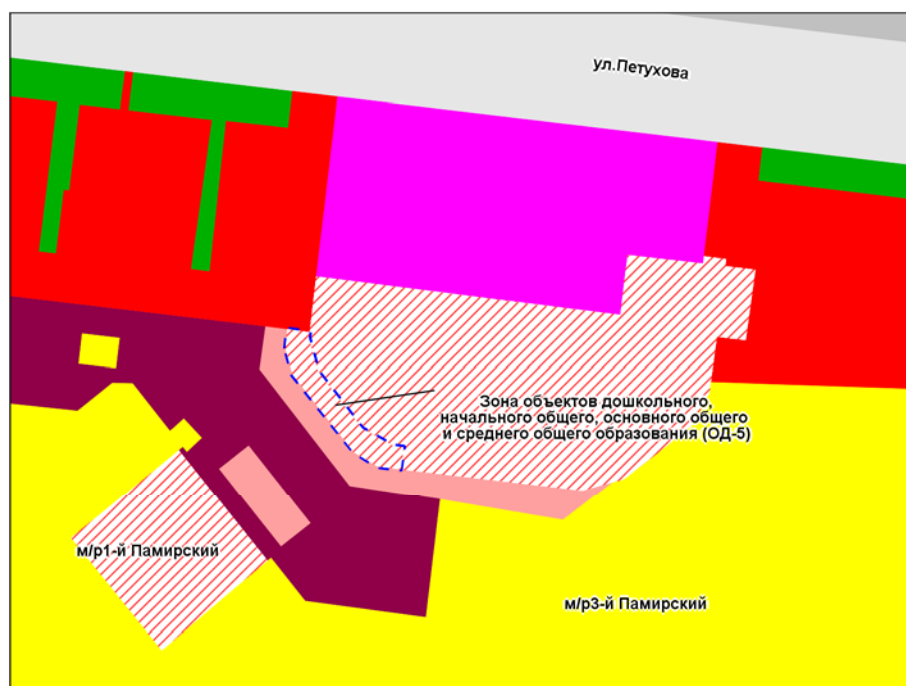 ул.Петухова
Зона объектов дошкольного,
начального общего, основного общего
и среднего общего образования (ОД-5)
м/р1-й Памирский
м/р3-й Памирский